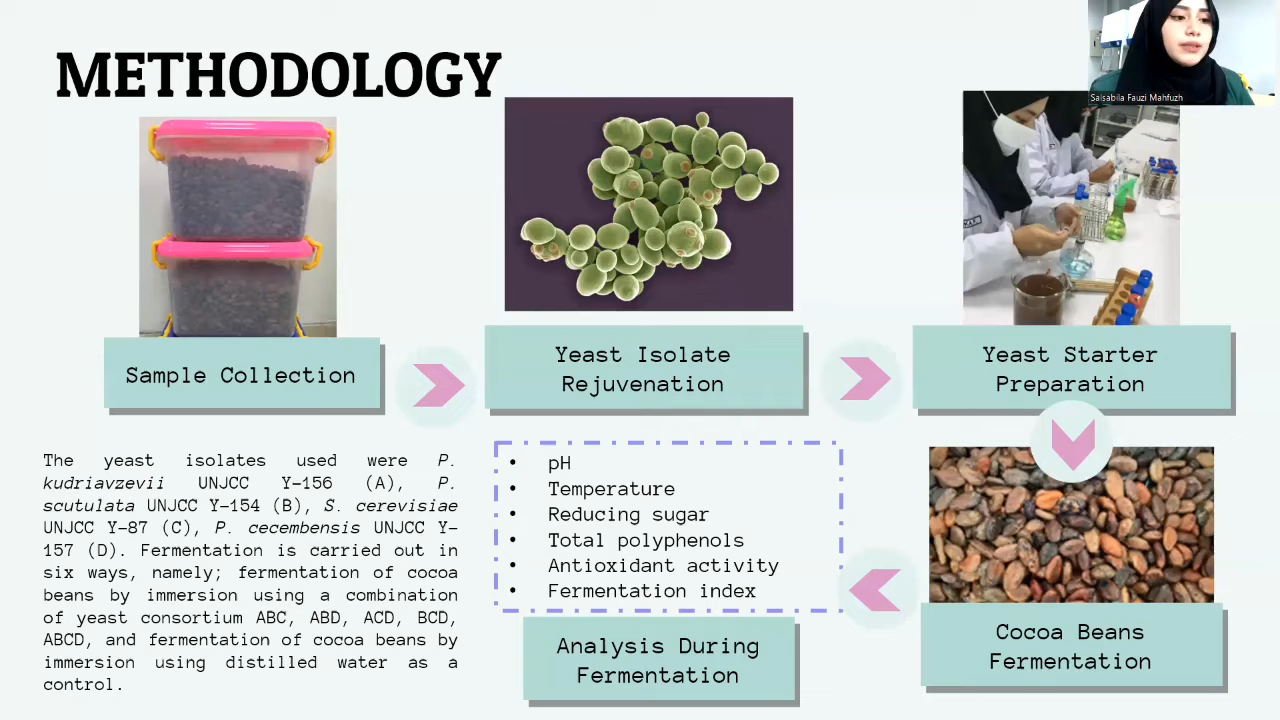 METHODOLOGY
Salsabila Fauzi Mahfuzh
Sample Collection
Yeast Isolate
Rejuvenation
Yeast Starter
Preparation
The yeast isolates used were P.
kudriavzevii UNJCC Y-156 (A), P.
scutulata UNJCC Y-154 (B), S. cerevisiae
UNJCC Y-87 (C), P. cecembensis UNJCC Y-
157 (D). Fermentation is carried out in
six ways, namely; fermentation of cocoa
beans by immersion using a combination
of yeast consortium ABC, ABD, ACD, BCD,
ABCD, and fermentation of cocoa beans by
immersion using distilled water as a
control.
• pH
• Temperature
• Reducing sugar
• Total polyphenols
• Antioxidant activity
• Fermentation index
Analysis During
Fermentation
Cocoa Beans
Fermentation